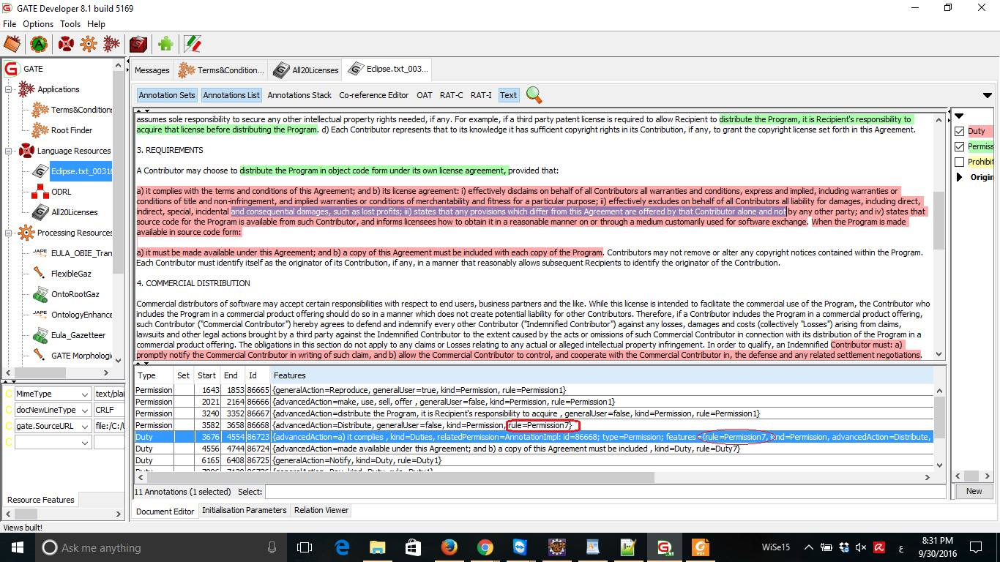 GATE Developer 8.1 build 5169
File Options Tools Help
GATE
Applications
Terms&Condition
Root Finder
Language Resources
Eclipse.txt_0031
ODRL
All20Licenses
Processing Resources
EULA_OBIE_Tran
FlexibleGaz
OntoRootGaz
OntologyEnhance
Eula_Gazetteer
GATE Morphologi
MimeType text/plai
docNewLineType CRLF
gate.SourceURL file:/C:/
Resource Features
Messages Terms&Condition... All20Licenses Eclipse.txt_003...
Annotation Sets Annotations List Annotations Stack Co-reference Editor OAT RAT-C RAT-I Text
assumes sole responsibility to secure any other intellectual property rights needed, if any. For example, if a third party patent license is required to allow Recipient to distribute the Program, it is Recipient's responsibility to
acquire that license before distributing the Program. d) Each Contributor represents that to its knowledge it has sufficient copyright rights in its Contribution, if any, to grant the copyright license set forth in this Agreement.
3. REQUIREMENTS
A Contributor may choose to distribute the Program in object code form under its own license agreement, provided that:
a) it complies with the terms and conditions of this Agreement; and b) its license agreement: i) effectively disclaims on behalf of all Contributors all warranties and conditions, express and implied, including warranties or
conditions of title and non-infringement, and implied warranties or conditions of merchantability and fitness for a particular purpose; ii) effectively excludes on behalf of all Contributors all liability for damages, including direct,
indirect, special, incidental and consequential damages, such as lost profits; iii) states that any provisions which differ from this Agreement are offered by that Contributor alone and not by any other party; and iv) states that
source code for the Program is available from such Contributor, and informs licensees how to obtain it in a reasonable manner on or through a medium customarily used for software exchange. When the Program is made
available in source code form:
a) it must be made available under this Agreement; and b) a copy of this Agreement must be included with each copy of the Program. Contributors may not remove or alter any copyright notices contained within the Program.
Each Contributor must identify itself as the originator of its Contribution, if any, in a manner that reasonably allows subsequent Recipients to identify the originator of the Contribution.
4. COMMERCIAL DISTRIBUTION
Commercial distributors of software may accept certain responsibilities with respect to end users, business partners and the like. While this license is intended to facilitate the commercial use of the Program, the Contributor who
includes the Program in a commercial product offering should do so in a manner which does not create potential liability for other Contributors. Therefore, if a Contributor includes the Program in a commercial product offering,
such Contributor ("Commercial Contributor") hereby agrees to defend and indemnify every other Contributor ("Indemnified Contributor") against any losses, damages and costs (collectively "Losses") arising from claims,
lawsuits and other legal actions brought by a third party against the Indemnified Contributor to the extent caused by the acts or omissions of such Commercial Contributor in connection with its distribution of the Program in a
commercial product offering. The obligations in this section do not apply to any claims or Losses relating to any actual or alleged intellectual property infringement. In order to qualify, an Indemnified Contributor must: a)
promptly notify the Commercial Contributor in writing of such claim, and b) allow the Commercial Contributor to control, and cooperate with the Commercial Contributor in, the defense and any related settlement negotiations.
Duty
Permiss
Prohibit
Origin
Type Set Start End Id Features
Permission 1643 1853 86665 {generalAction=Reproduce, generalUser=true, kind=Permission, rule=Permission1}
Permission 2021 2164 86666 {advancedAction=make, use, sell, offer , generalUser=false, kind=Permission, rule=Permission1}
Permission 3240 3352 86667 {advancedAction=distribute the Program, it is Recipient's responsibility to acquire , generalUser=false, kind=Permission, rule=Permission1}
Permission 3582 3658 86668 {advancedAction=Distribute, generalUser=false, kind=Permission, rule=Permission7}
Duty 3676 4554 86723 {advancedAction=a) it complies , kind=Duties, relatedPermission=AnnotationImpl: id=86668; type=Permission; features={rule=Permission7, kind=Permission, advancedAction=Distribute,
Duty 4556 4744 86724 {advancedAction=made available under this Agreement; and b) a copy of this Agreement must be included , kind=Duty, rule=Duty7}
Duty 6165 6408 86725 {generalAction=Notify, kind=Duty, rule=Duty1}
11 Annotations (1 selected) Select:
New
Document Editor Initialisation Parameters Relation Viewer
Views built!
Ask me anything
WiSe15
ع
8:31 PM
9/30/2016